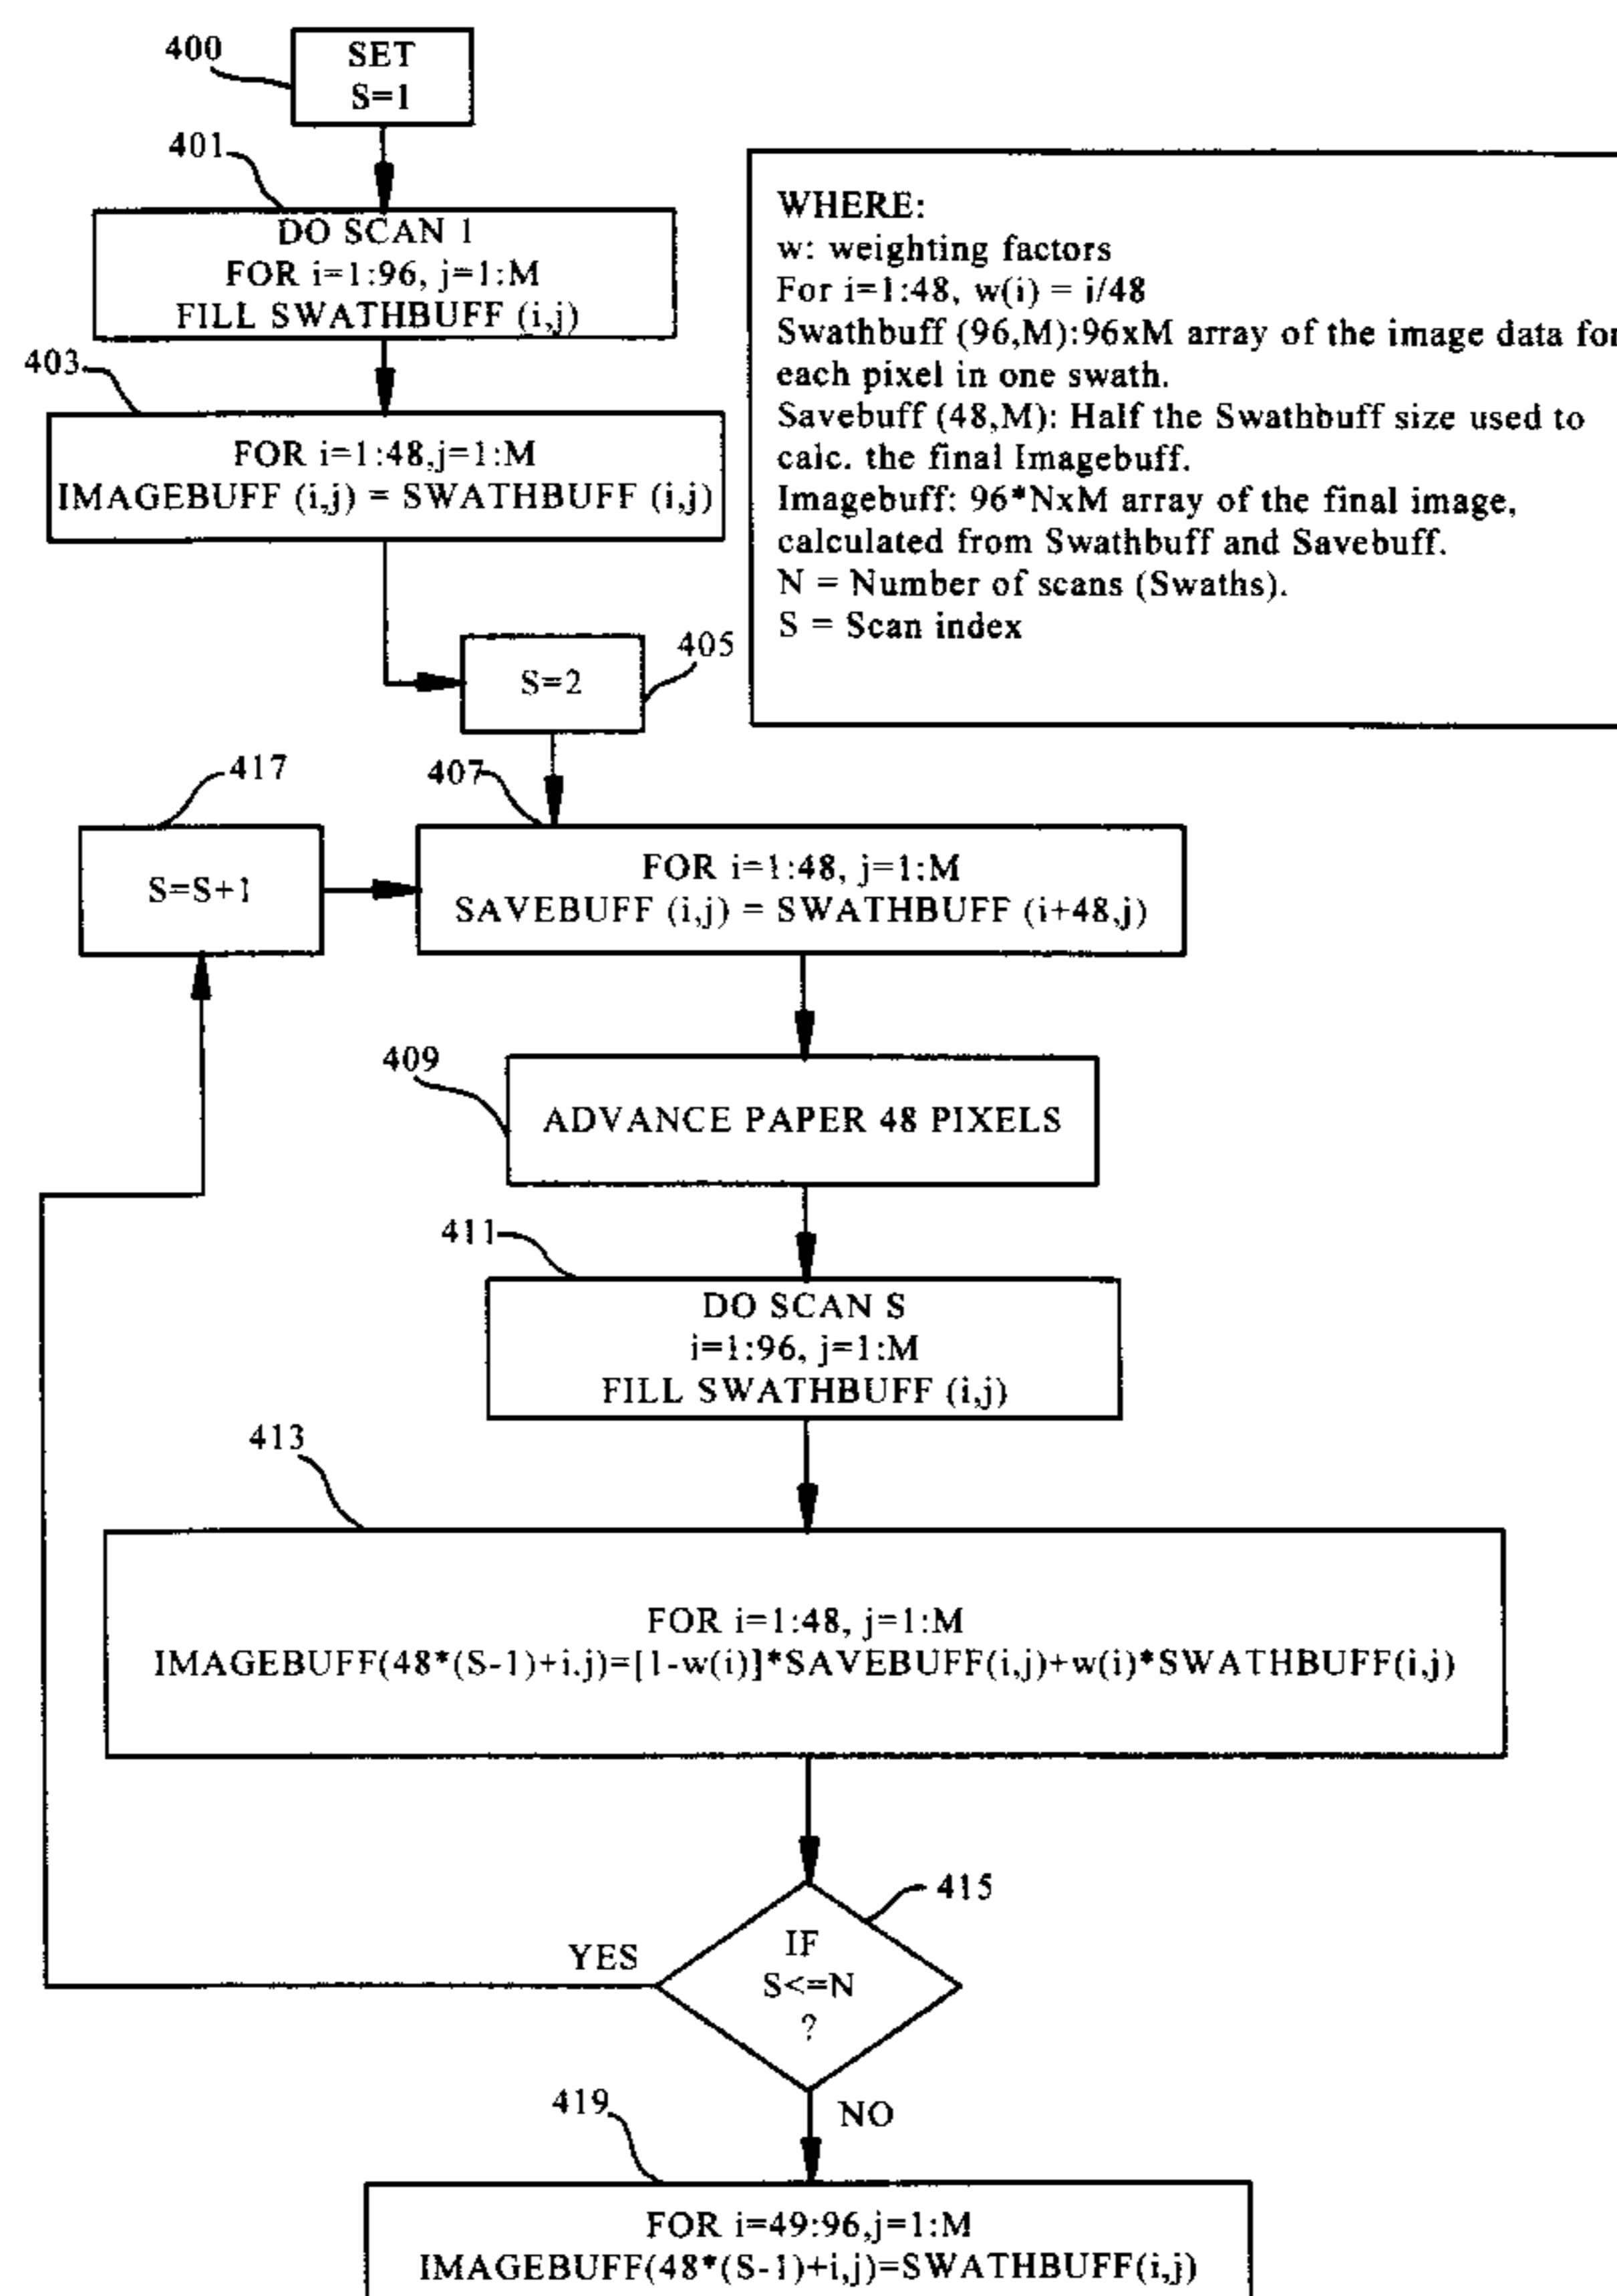 400
SET
S=1
401
DO SCAN 1
FOR i=1:96, j=1:M
FILL SWATHBUFF (i,j)
403
FOR i=1:48,j=1:M
IMAGEBUFF (i,j) = SWATHBUFF (i,j)
WHERE:
w: weighting factors
For i=1:48, w(i) = i/48
Swathbuff (96,M):96xM array of the image data for
each pixel in one swath.
Savebuff (48,M): Half the Swathbuff size used to
calc. the final Imagebuff.
Imagebuff: 96*NxM array of the final image,
calculated from Swathbuff and Savebuff.
N = Number of scans (Swaths).
S = Scan index
405
S=2
417
S=S+1
407
FOR i=1:48, j=1:M
SAVEBUFF (i,j) = SWATHBUFF (i+48,j)
409
ADVANCE PAPER 48 PIXELS
411
DO SCAN S
i=1:96, j=1:M
FILL SWATHBUFF (i,j)
413
FOR i=1:48, j=1:M
IMAGEBUFF(48*(S-1)+i.j)=[1-w(i)]*SAVEBUFF(i,j)+w(i)*SWATHBUFF(i,j)
415
IF
S<=N
?
YES
NO
419
FOR i=49:96,j=1:M
IMAGEBUFF(48*(S-1)+i,j)=SWATHBUFF(i,j)